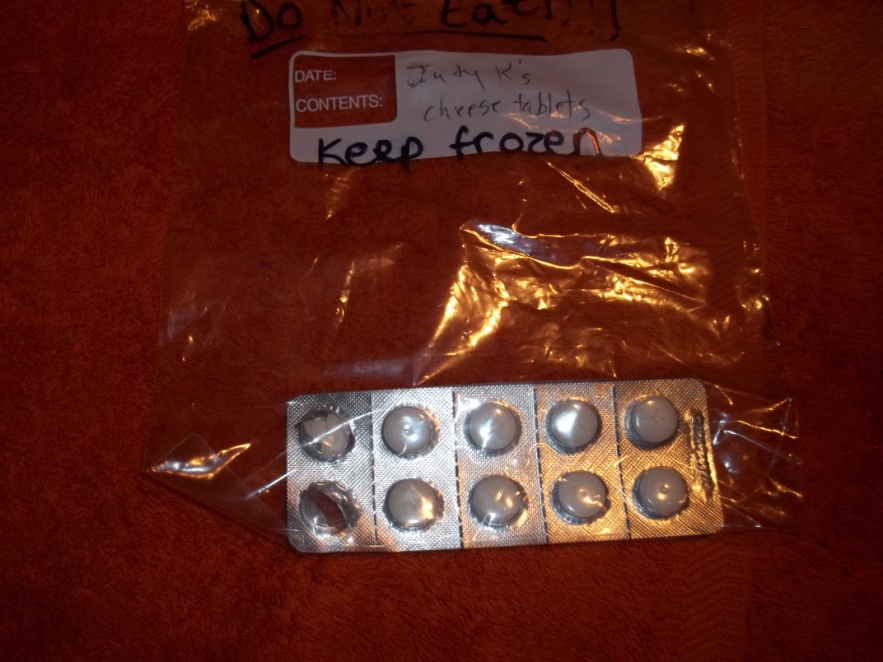 Do Not Eat!!!
DATE: Judy K's
CONTENTS: cheese tablets
Keep frozen